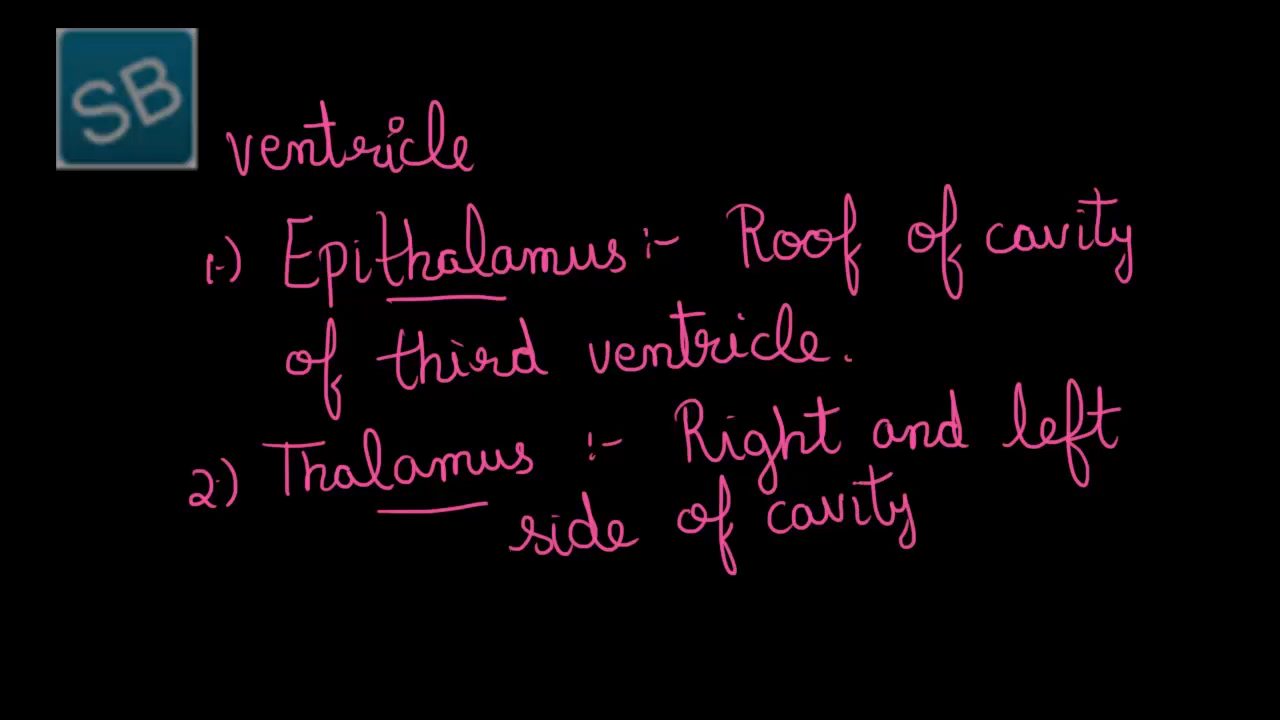 SB
ventricle
1-) Epithalamus :- Roof of cavity
of third ventricle.
2-) Thalamus :- Right and left
side of cavity